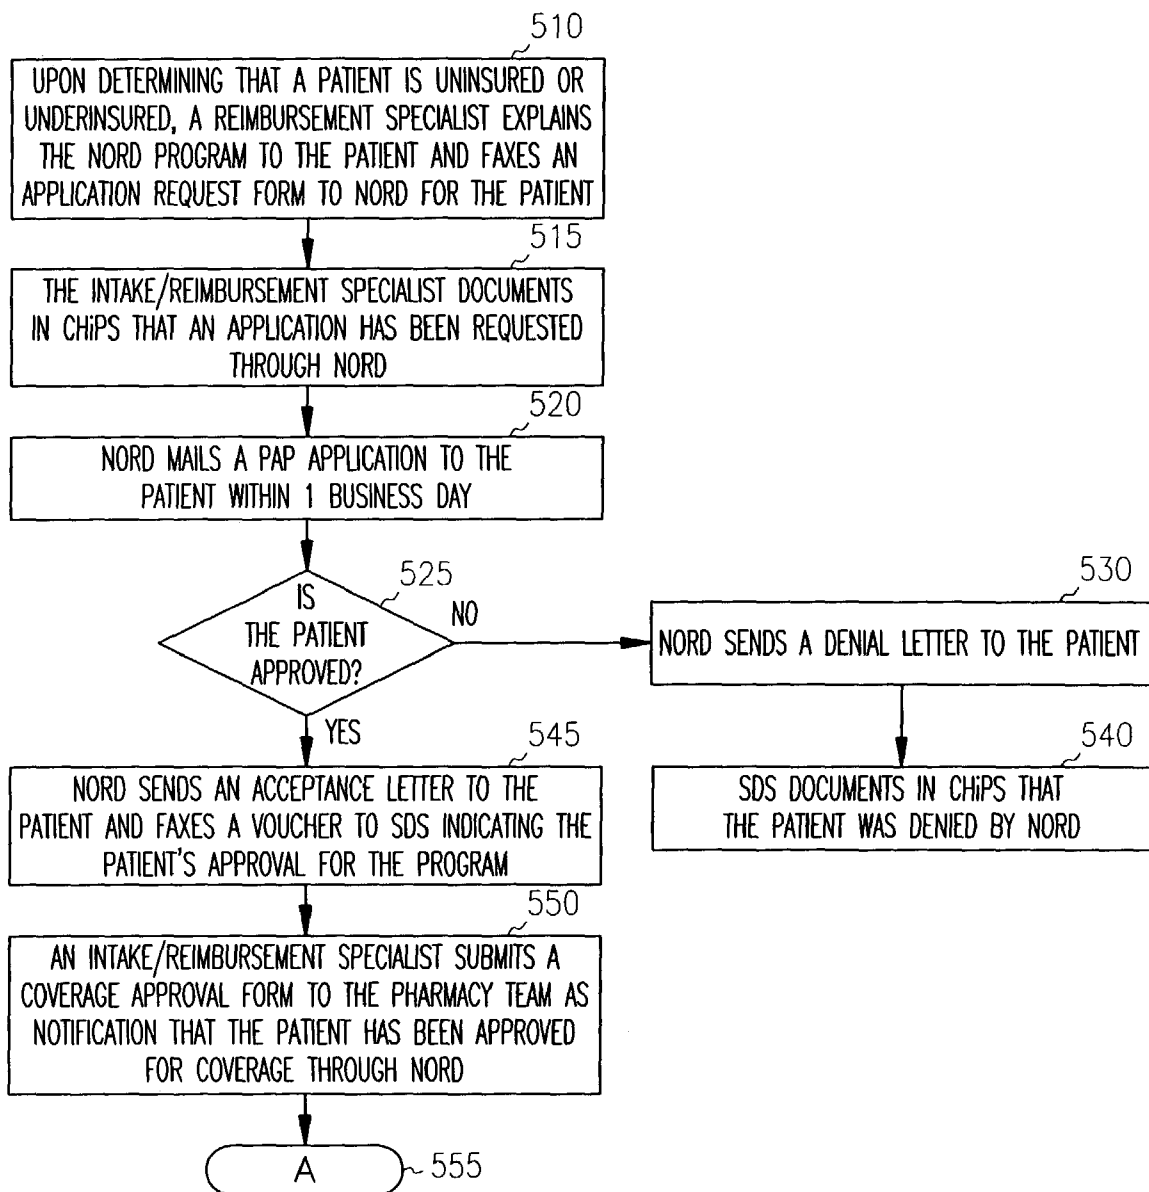 510
UPON DETERMINING THAT A PATIENT IS UNINSURED OR
UNDERINSURED, A REIMBURSEMENT SPECIALIST EXPLAINS
THE NORD PROGRAM TO THE PATIENT AND FAXES AN
APPLICATION REQUEST FORM TO NORD FOR THE PATIENT
515
THE INTAKE/REIMBURSEMENT SPECIALIST DOCUMENTS
IN CHiPS THAT AN APPLICATION HAS BEEN REQUESTED
THROUGH NORD
520
NORD MAILS A PAP APPLICATION TO THE
PATIENT WITHIN 1 BUSINESS DAY
525
IS
THE PATIENT
APPROVED?
NO
530
NORD SENDS A DENIAL LETTER TO THE PATIENT
540
SDS DOCUMENTS IN CHiPS THAT
THE PATIENT WAS DENIED BY NORD
YES
545
NORD SENDS AN ACCEPTANCE LETTER TO THE
PATIENT AND FAXES A VOUCHER TO SDS INDICATING THE
PATIENT'S APPROVAL FOR THE PROGRAM
550
AN INTAKE/REIMBURSEMENT SPECIALIST SUBMITS A
COVERAGE APPROVAL FORM TO THE PHARMACY TEAM AS
NOTIFICATION THAT THE PATIENT HAS BEEN APPROVED
FOR COVERAGE THROUGH NORD
A
555